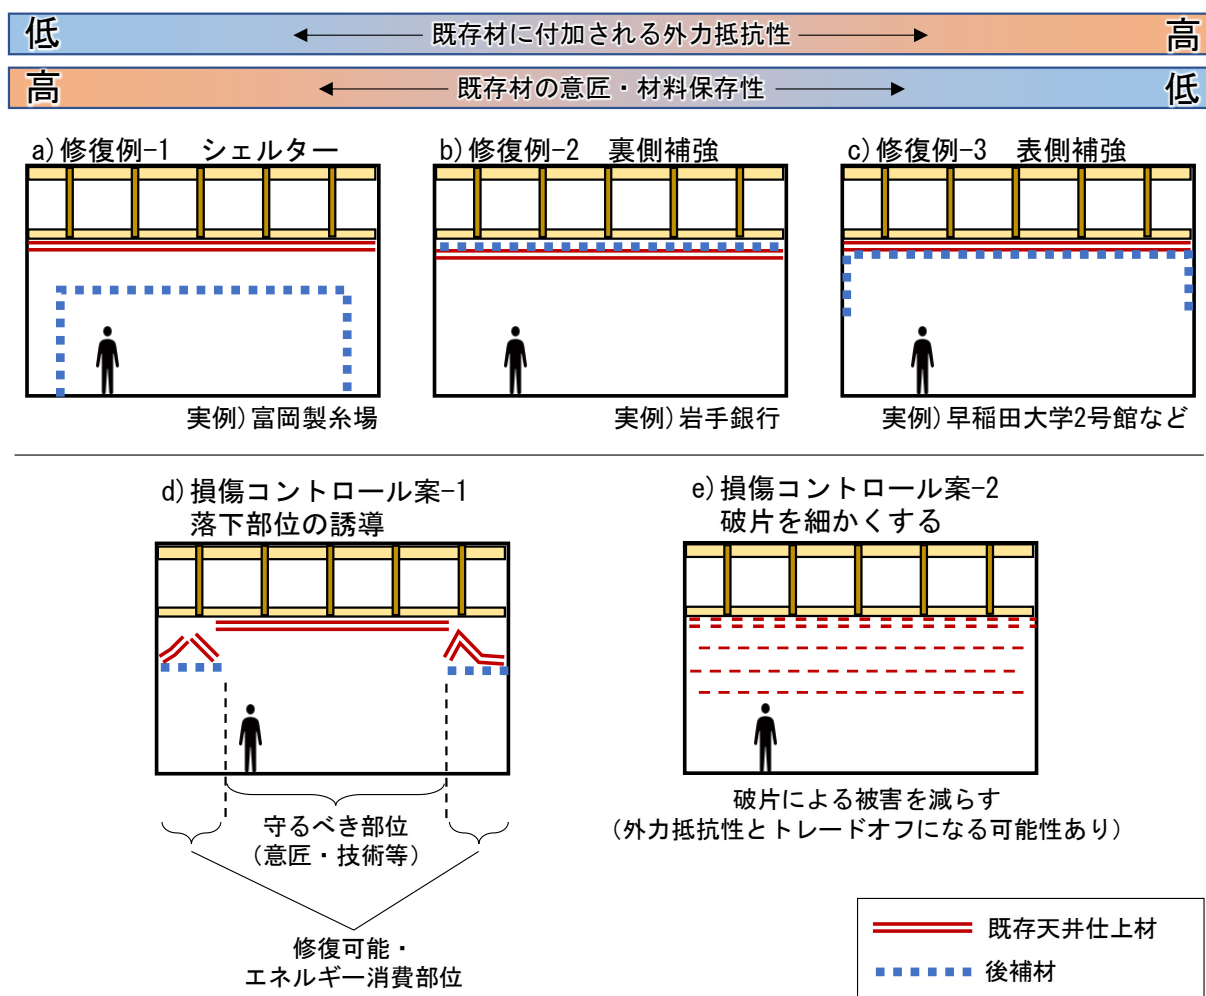 低 既存材に付加される外力抵抗性 高
高 既存材の意匠・材料保存性 低
a)修復例-1 シェルター
b)修復例-2 裏側補強
c)修復例-3 表側補強
実例)富岡製糸場
実例)岩手銀行
実例)早稲田大学2号館など
d)損傷コントロール案-1
落下部位の誘導
e)損傷コントロール案-2
破片を細かくする
守るべき部位
(意匠・技術等)
修復可能・
エネルギー消費部位
破片による被害を減らす
(外力抵抗性とトレードオフになる可能性あり)
既存天井仕上材
後補材